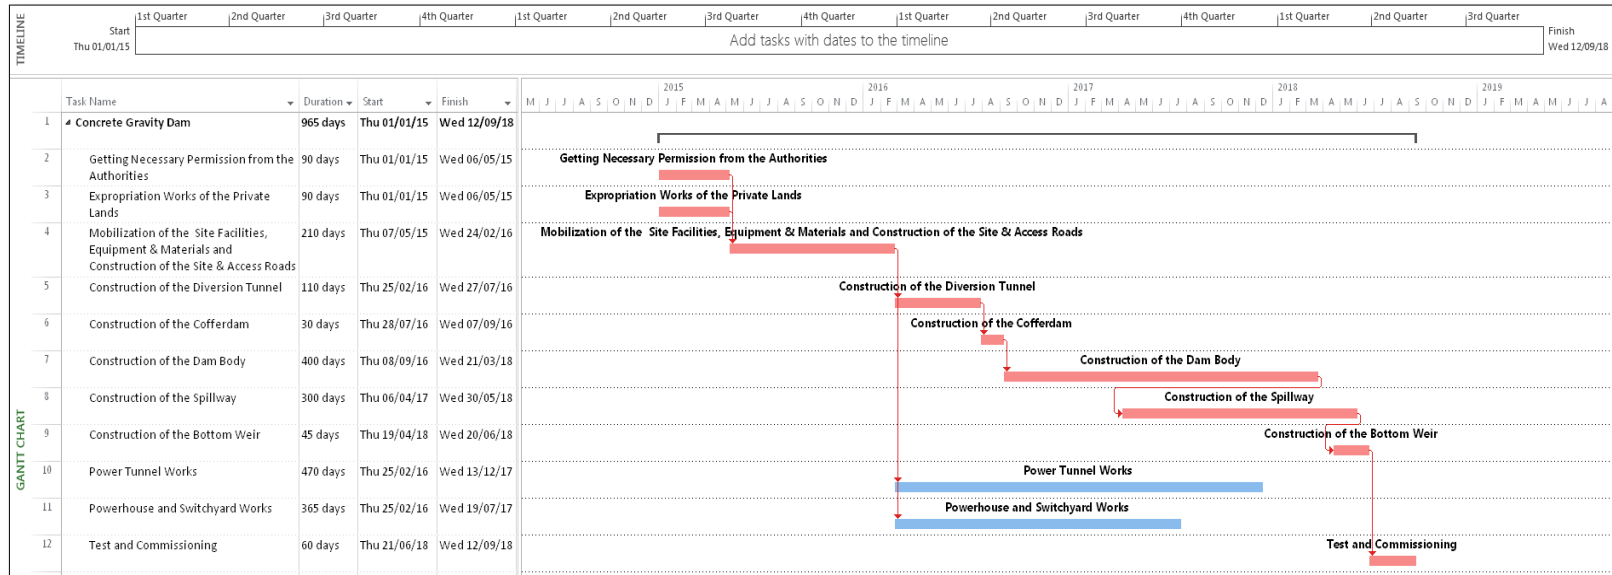 TIMELINE
1st Quarter 2nd Quarter 3rd Quarter 4th Quarter 1st Quarter 2nd Quarter 3rd Quarter 4th Quarter 1st Quarter 2nd Quarter 3rd Quarter 4th Quarter 1st Quarter 2nd Quarter 3rd Quarter
Start
Thu 01/01/15
Add tasks with dates to the timeline
Finish
Wed 12/09/18
GANTT CHART
2015 2016 2017 2018 2019
Task Name Duration Start Finish M J J A S O N D J F M A M J J A S O N D J F M A M J J A S O N D J F M A M J J A S O N D J F M A M J J A S O N D J F M A M J J A
1 Concrete Gravity Dam 965 days Thu 01/01/15 Wed 12/09/18
2 Getting Necessary Permission from the 90 days Thu 01/01/15 Wed 06/05/15
Authorities
Getting Necessary Permission from the Authorities
3 Expropriation Works of the Private 90 days Thu 01/01/15 Wed 06/05/15
Lands
Expropriation Works of the Private Lands
4 Mobilization of the Site Facilities, 210 days Thu 07/05/15 Wed 24/02/16
Equipment & Materials and
Construction of the Site & Access Roads
Mobilization of the Site Facilities, Equipment & Materials and Construction of the Site & Access Roads
5 Construction of the Diversion Tunnel 110 days Thu 25/02/16 Wed 27/07/16
Construction of the Diversion Tunnel
6 Construction of the Cofferdam 30 days Thu 28/07/16 Wed 07/09/16
Construction of the Cofferdam
7 Construction of the Dam Body 400 days Thu 08/09/16 Wed 21/03/18
Construction of the Dam Body
8 Construction of the Spillway 300 days Thu 06/04/17 Wed 30/05/18
Construction of the Spillway
9 Construction of the Bottom Weir 45 days Thu 19/04/18 Wed 20/06/18
Construction of the Bottom Weir
10 Power Tunnel Works 470 days Thu 25/02/16 Wed 13/12/17
Power Tunnel Works
11 Powerhouse and Switchyard Works 365 days Thu 25/02/16 Wed 19/07/17
Powerhouse and Switchyard Works
12 Test and Commissioning 60 days Thu 21/06/18 Wed 12/09/18
Test and Commissioning